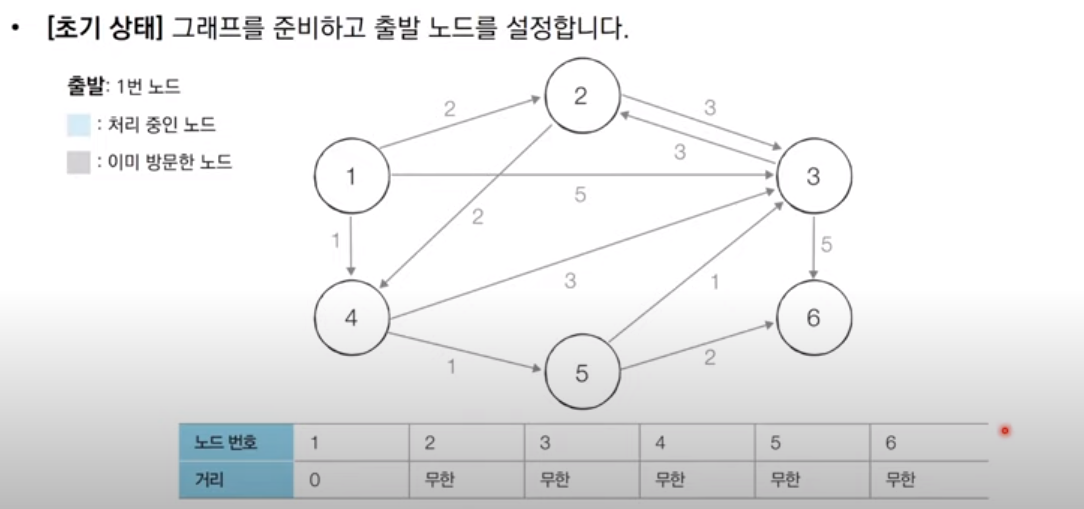 • [초기 상태] 그래프를 준비하고 출발 노드를 설정합니다.
출발: 1번 노드
: 처리 중인 노드
: 이미 방문한 노드
2
2
3
1
3
3
5
2
1
5
4
3
1
6
1
5
2
노드 번호 1 2 3 4 5 6
거리 0 무한 무한 무한 무한 무한